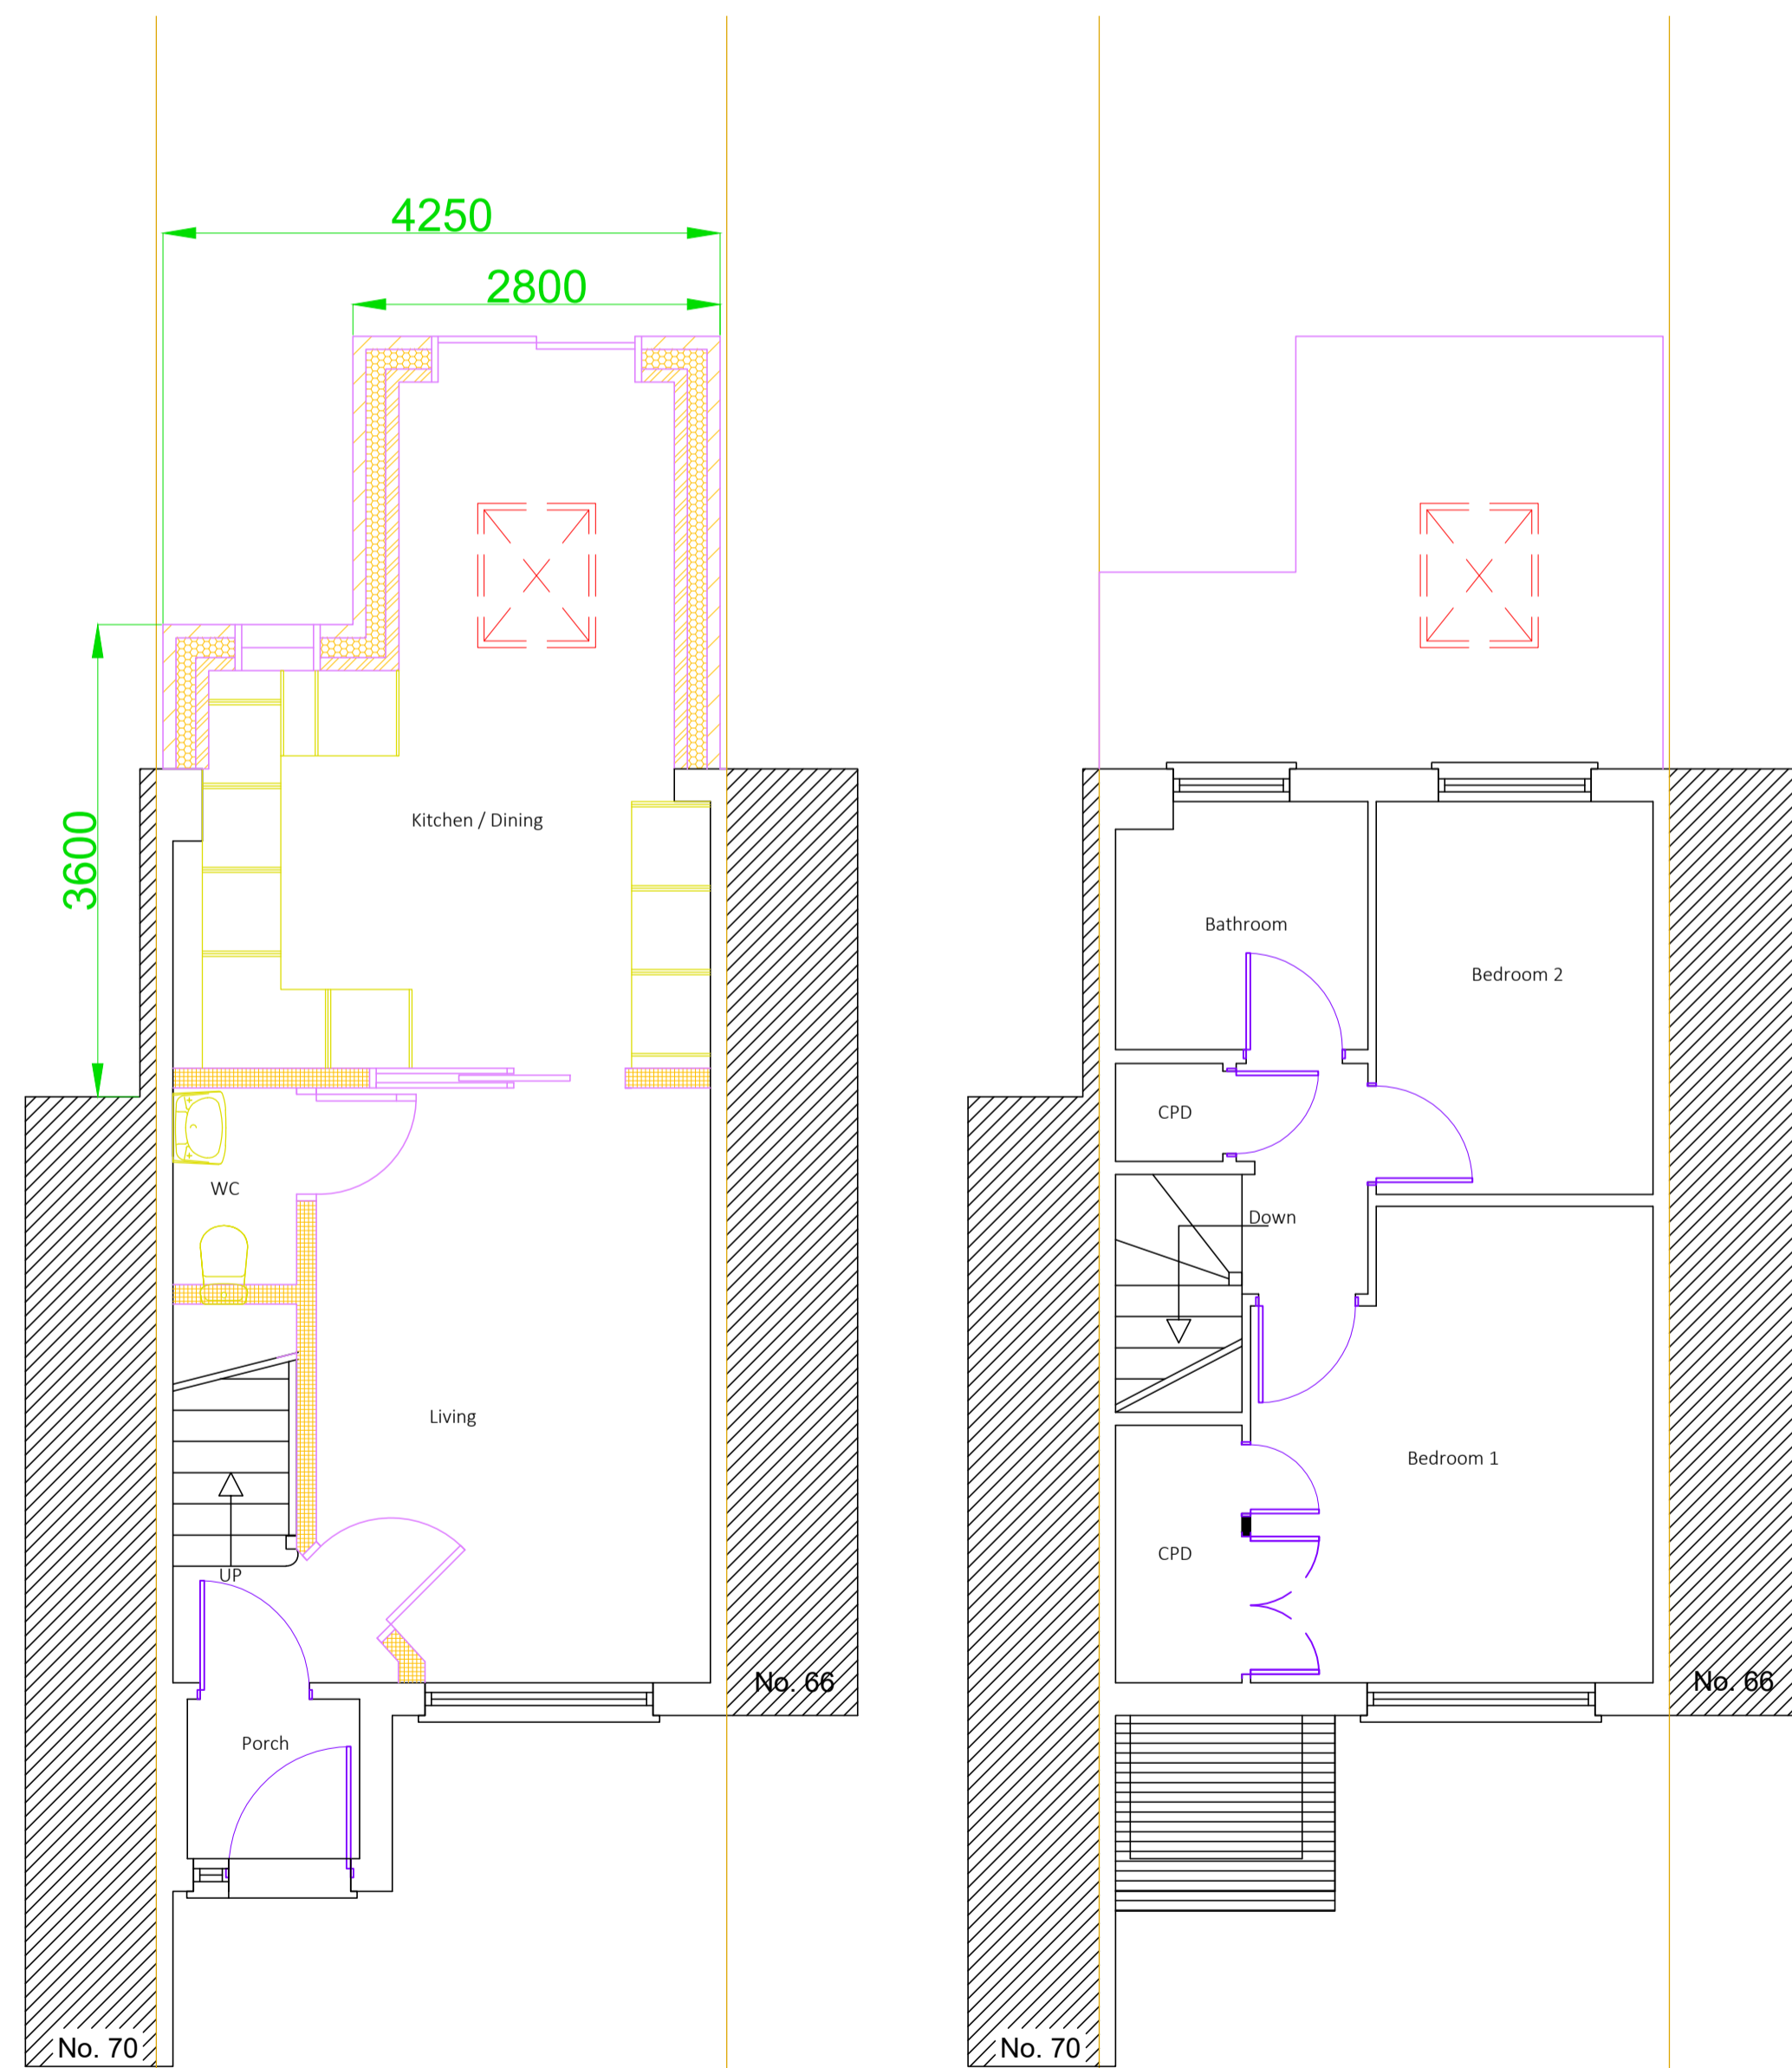 4250
2800
3600
Kitchen / Dining
WC
Living
UP
Porch
No. 66
No. 70
Bathroom
Bedroom 2
CPD
Down
Bedroom 1
CPD
No. 66
No. 70